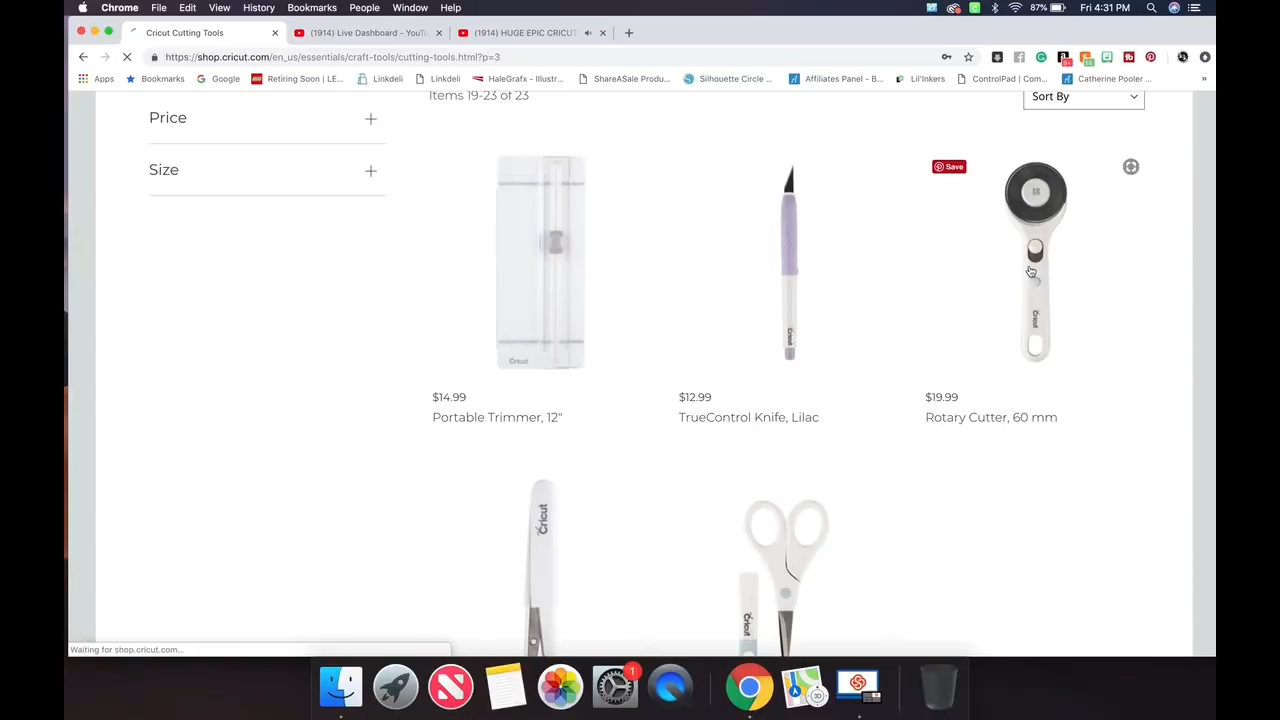 Chrome File Edit View History Bookmarks People Window Help 87% Fri 4:31 PM
Cricut Cutting Tools (1914) Live Dashboard - YouTu (1914) HUGE EPIC CRICUT
https://shop.cricut.com/en_us/essentials/craft-tools/cutting-tools.html?p=3
Apps Bookmarks Google Retiring Soon | LE... Linkdeli Linkdeli HaleGrafx - Illustr... ShareASale Produ... Silhouette Circle ... Affiliates Panel - B... Lil'Inkers ControlPad | Com... Catherine Pooler ... »
Items 19-23 of 23
Sort By
Price
Size
Save
Cricut
Cricut
Cricut
$14.99
Portable Trimmer, 12"
$12.99
TrueControl Knife, Lilac
$19.99
Rotary Cutter, 60 mm
Cricut
Cricut
Waiting for shop.cricut.com...
1
3D